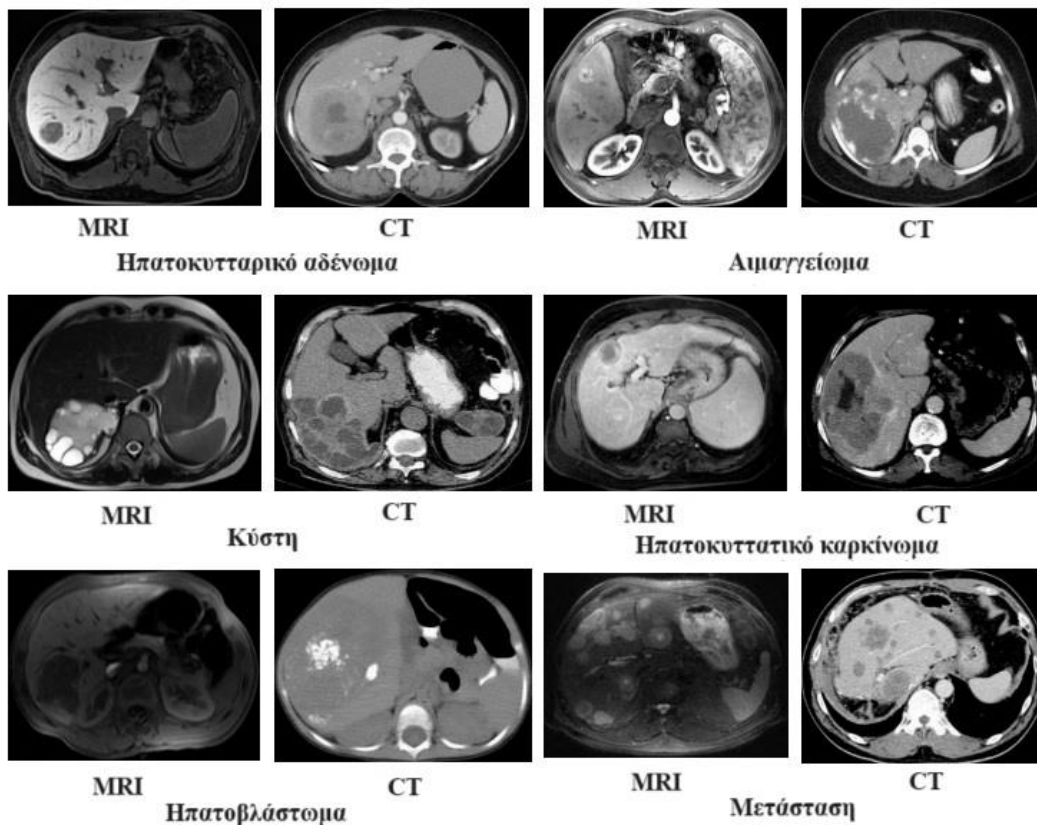 MRI CT MRI CT
Ηπατοκυτταρικό αδένωμα Αιμαγγείωμα
MRI CT MRI CT
Κύστη Ηπατοκυττατικό καρκίνωμα
MRI CT MRI CT
Ηπατοβλάστωμα Μετάσταση